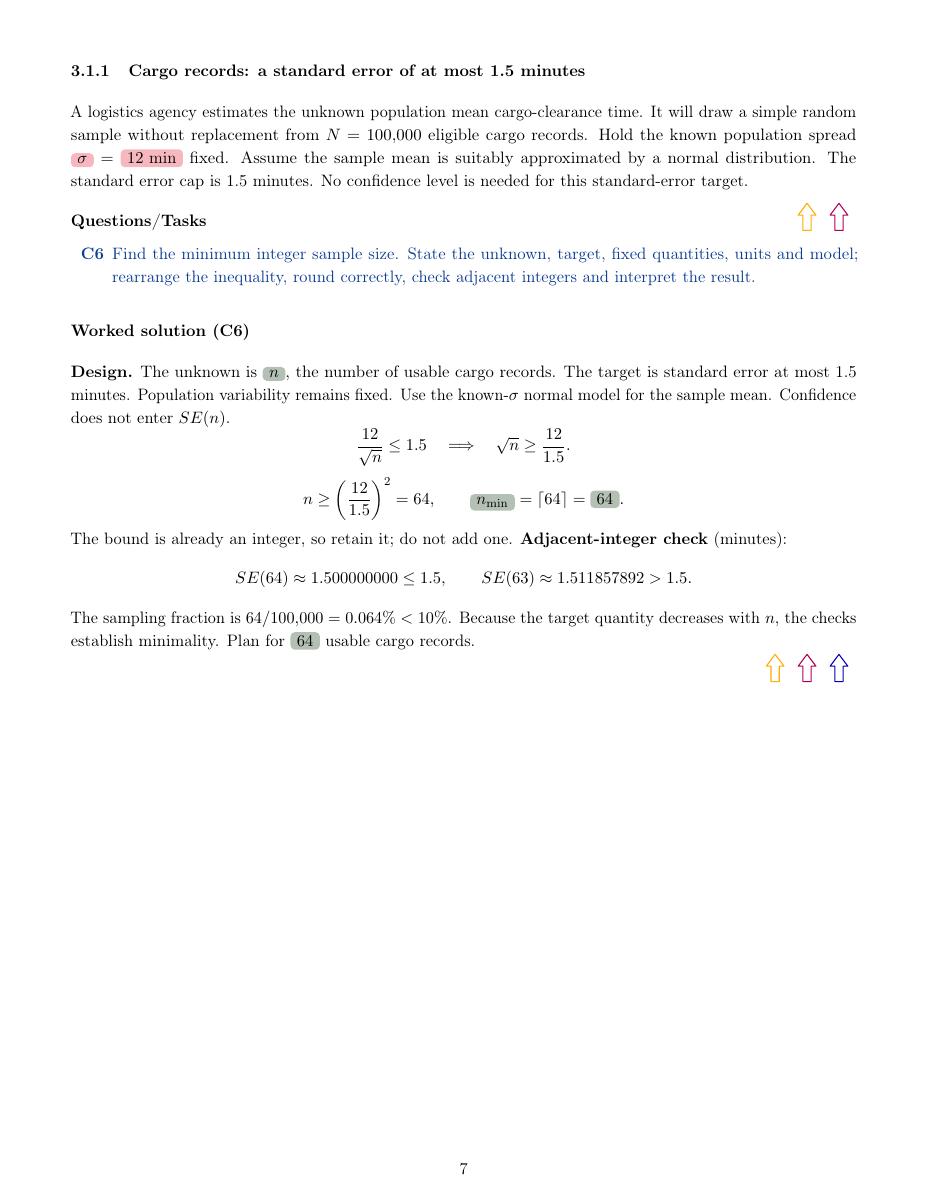 3.1.1 Cargo records: a standard error of at most 1.5 minutes
A logistics agency estimates the unknown population mean cargo-clearance time. It will draw a simple random
sample without replacement from N = 100,000 eligible cargo records. Hold the known population spread
σ = 12 min fixed. Assume the sample mean is suitably approximated by a normal distribution. The
standard error cap is 1.5 minutes. No confidence level is needed for this standard-error target.
Questions/Tasks
C6 Find the minimum integer sample size. State the unknown, target, fixed quantities, units and model;
rearrange the inequality, round correctly, check adjacent integers and interpret the result.
Worked solution (C6)
Design. The unknown is n, the number of usable cargo records. The target is standard error at most 1.5
minutes. Population variability remains fixed. Use the known-σ normal model for the sample mean. Confidence
does not enter SE(n).
12/√n ≤ 1.5 ⟹ √n ≥ 12/1.5.
n ≥ (12/1.5)² = 64, n_min = ⌈64⌉ = 64.
The bound is already an integer, so retain it; do not add one. Adjacent-integer check (minutes):
SE(64) ≈ 1.500000000 ≤ 1.5, SE(63) ≈ 1.511857892 > 1.5.
The sampling fraction is 64/100,000 = 0.064% < 10%. Because the target quantity decreases with n, the checks
establish minimality. Plan for 64 usable cargo records.
7